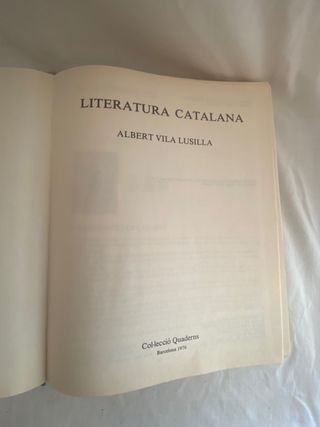 LITERATURA CATALANA
ALBERT VILA LUSILLA
Col·lecció Quaderns
Barcelona 1976